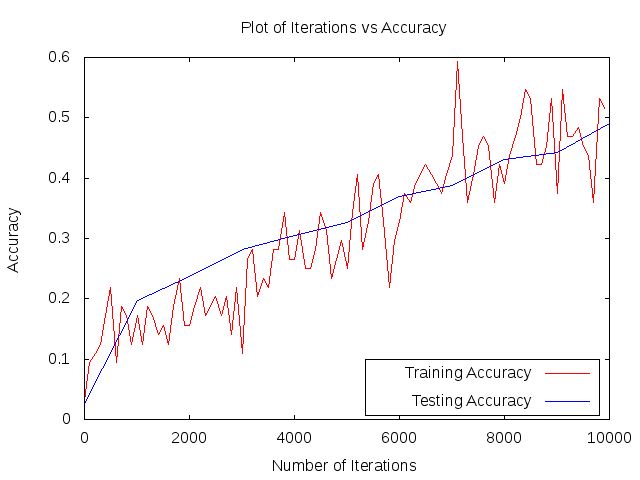 Plot of Iterations vs Accuracy
0.6
0.5
0.4
0.3
0.2
0.1
0
Accuracy
Training Accuracy
Testing Accuracy
0 2000 4000 6000 8000 10000
Number of Iterations